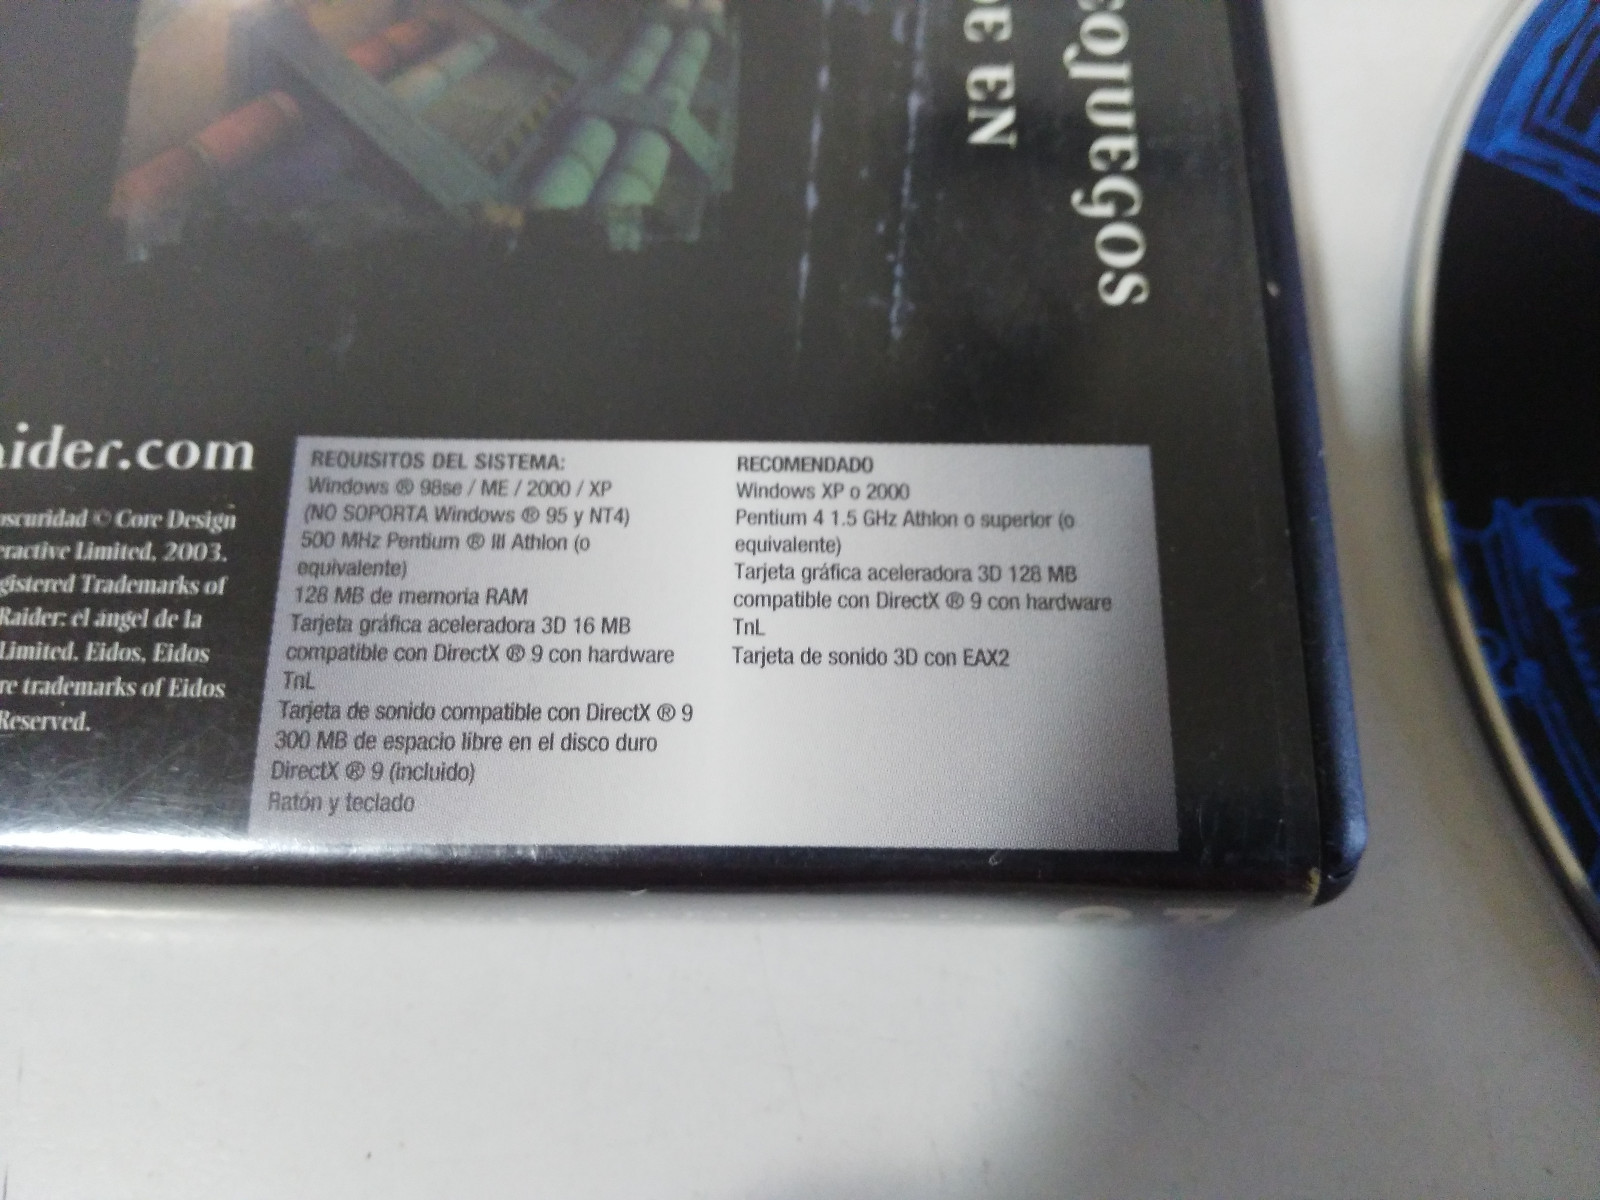 cojuegos
DE EN
aider.com
oscuridad © Core Design
eractive Limited, 2003.
gistered Trademarks of
Raider: el ángel de la
Limited. Eidos, Eidos
re trademarks of Eidos
Reserved.
REQUISITOS DEL SISTEMA:
Windows ® 98se / ME / 2000 / XP
(NO SOPORTA Windows ® 95 y NT4)
500 MHz Pentium ® III Athlon (o
equivalente)
128 MB de memoria RAM
Tarjeta gráfica aceleradora 3D 16 MB
compatible con DirectX ® 9 con hardware
TnL
Tarjeta de sonido compatible con DirectX ® 9
300 MB de espacio libre en el disco duro
DirectX ® 9 (incluido)
Ratón y teclado
RECOMENDADO
Windows XP o 2000
Pentium 4 1.5 GHz Athlon o superior (o
equivalente)
Tarjeta gráfica aceleradora 3D 128 MB
compatible con DirectX ® 9 con hardware
TnL
Tarjeta de sonido 3D con EAX2